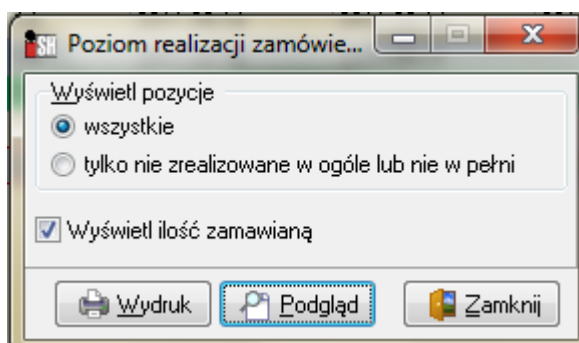 SH Poziom realizacji zamówie...
Wyświetl pozycje
wszystkie
tylko nie zrealizowane w ogóle lub nie w pełni
Wyświetl ilość zamawianą
Wydruk Podgląd Zamknij